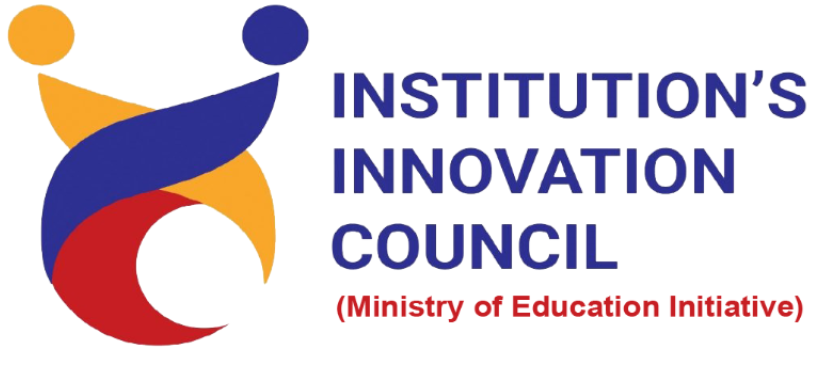 INSTITUTION'S
INNOVATION
COUNCIL
(Ministry of Education Initiative)